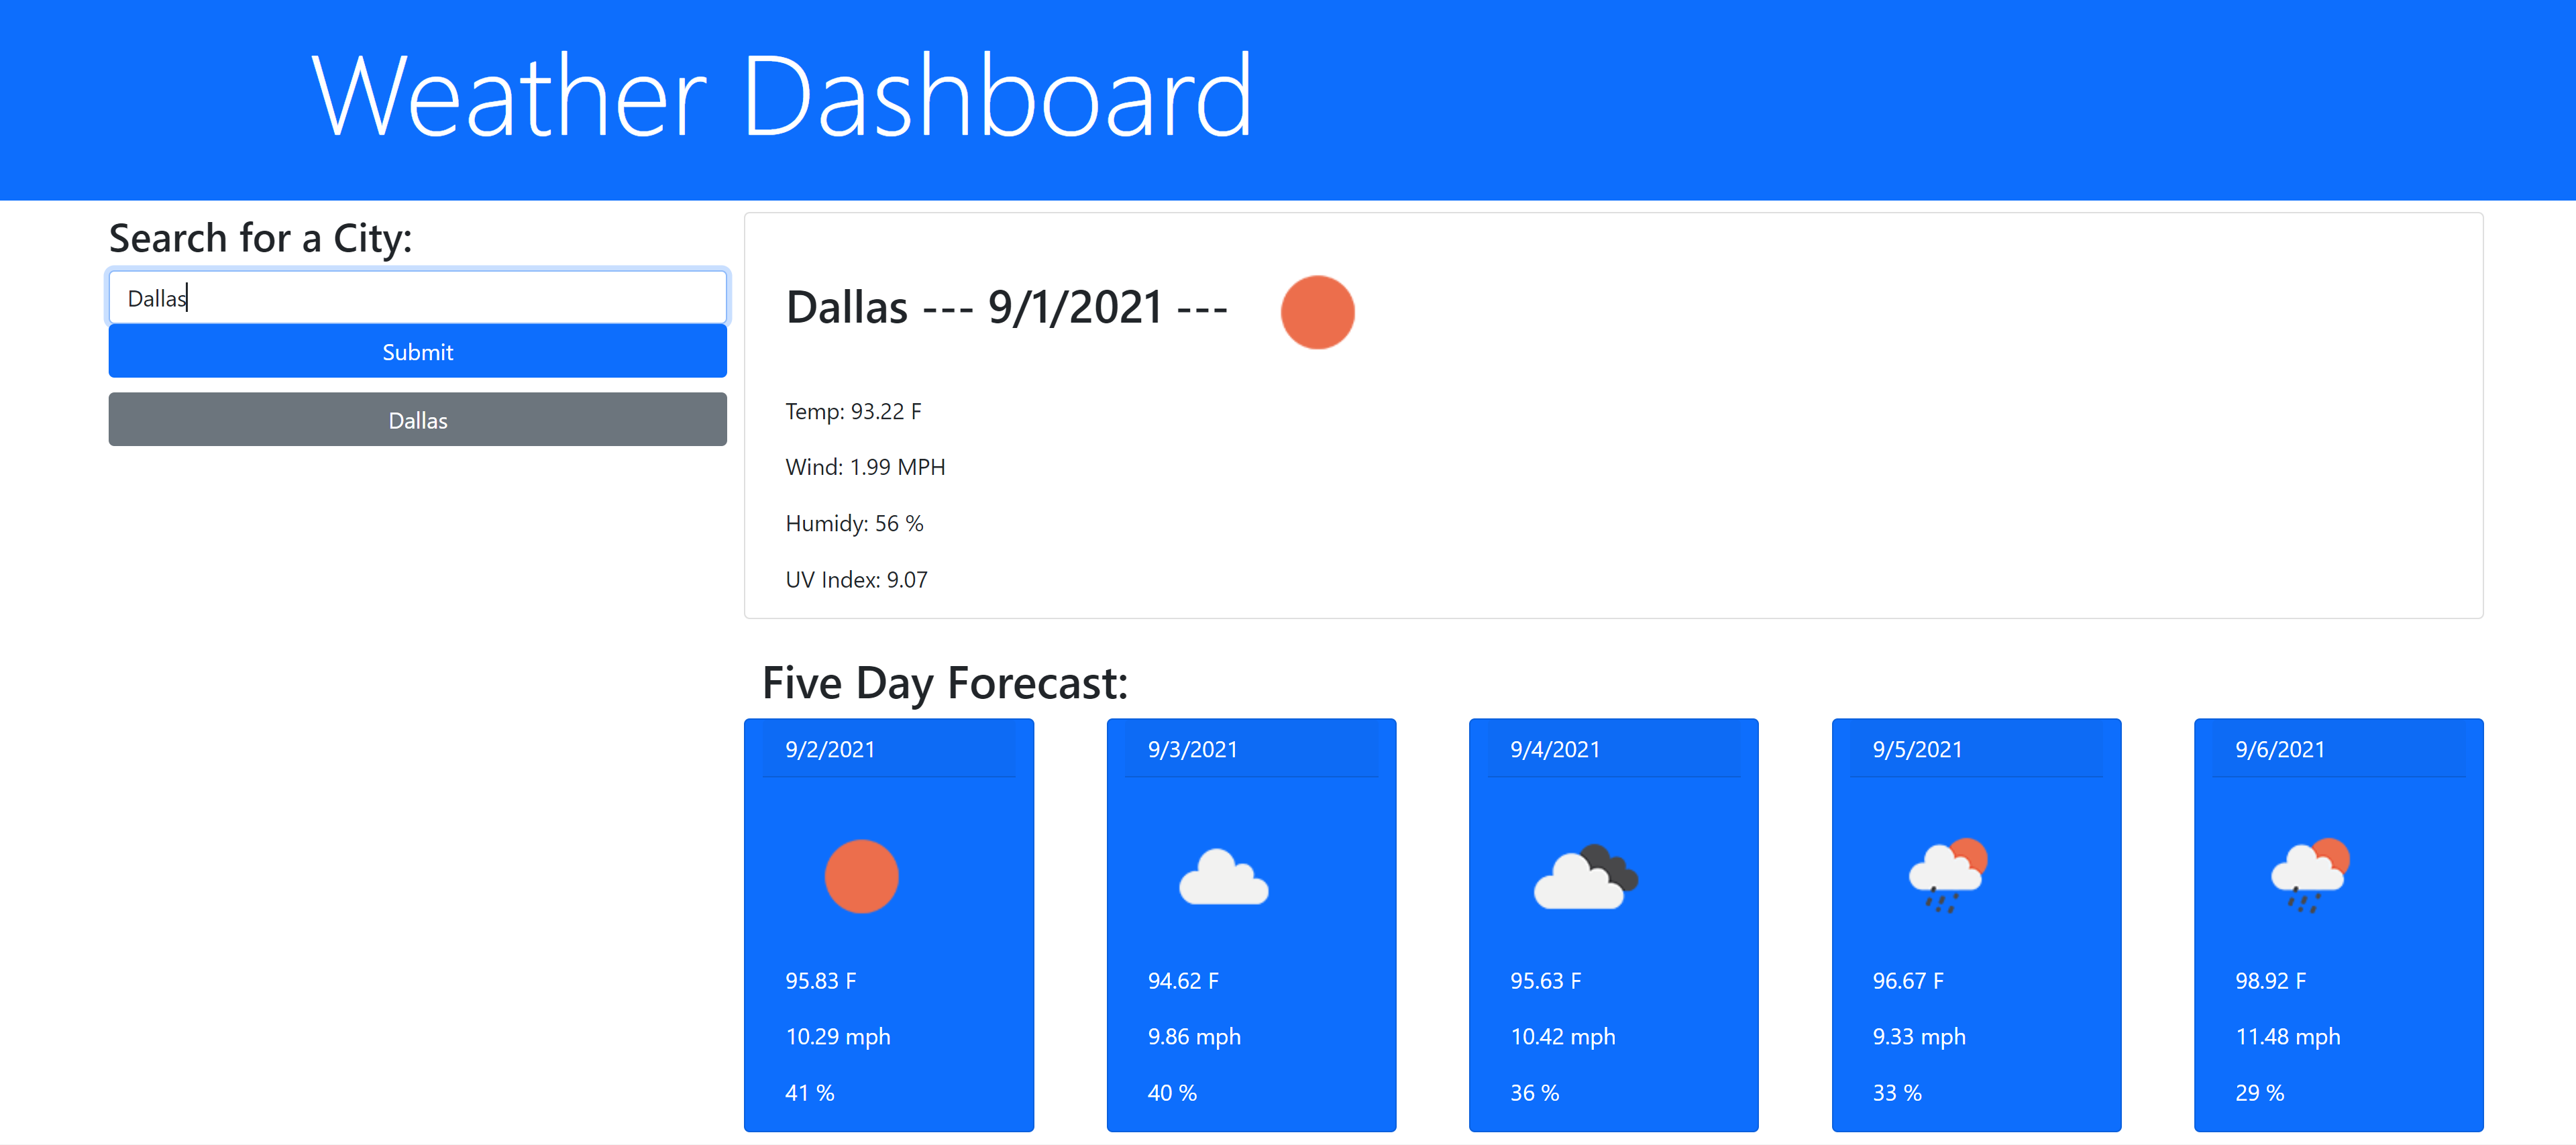 Weather Dashboard
Search for a City:
Dallas
Submit
Dallas
Dallas --- 9/1/2021 ---
Temp: 93.22 F
Wind: 1.99 MPH
Humidy: 56 %
UV Index: 9.07
Five Day Forecast:
9/2/2021
95.83 F
10.29 mph
41 %
9/3/2021
94.62 F
9.86 mph
40 %
9/4/2021
95.63 F
10.42 mph
36 %
9/5/2021
96.67 F
9.33 mph
33 %
9/6/2021
98.92 F
11.48 mph
29 %